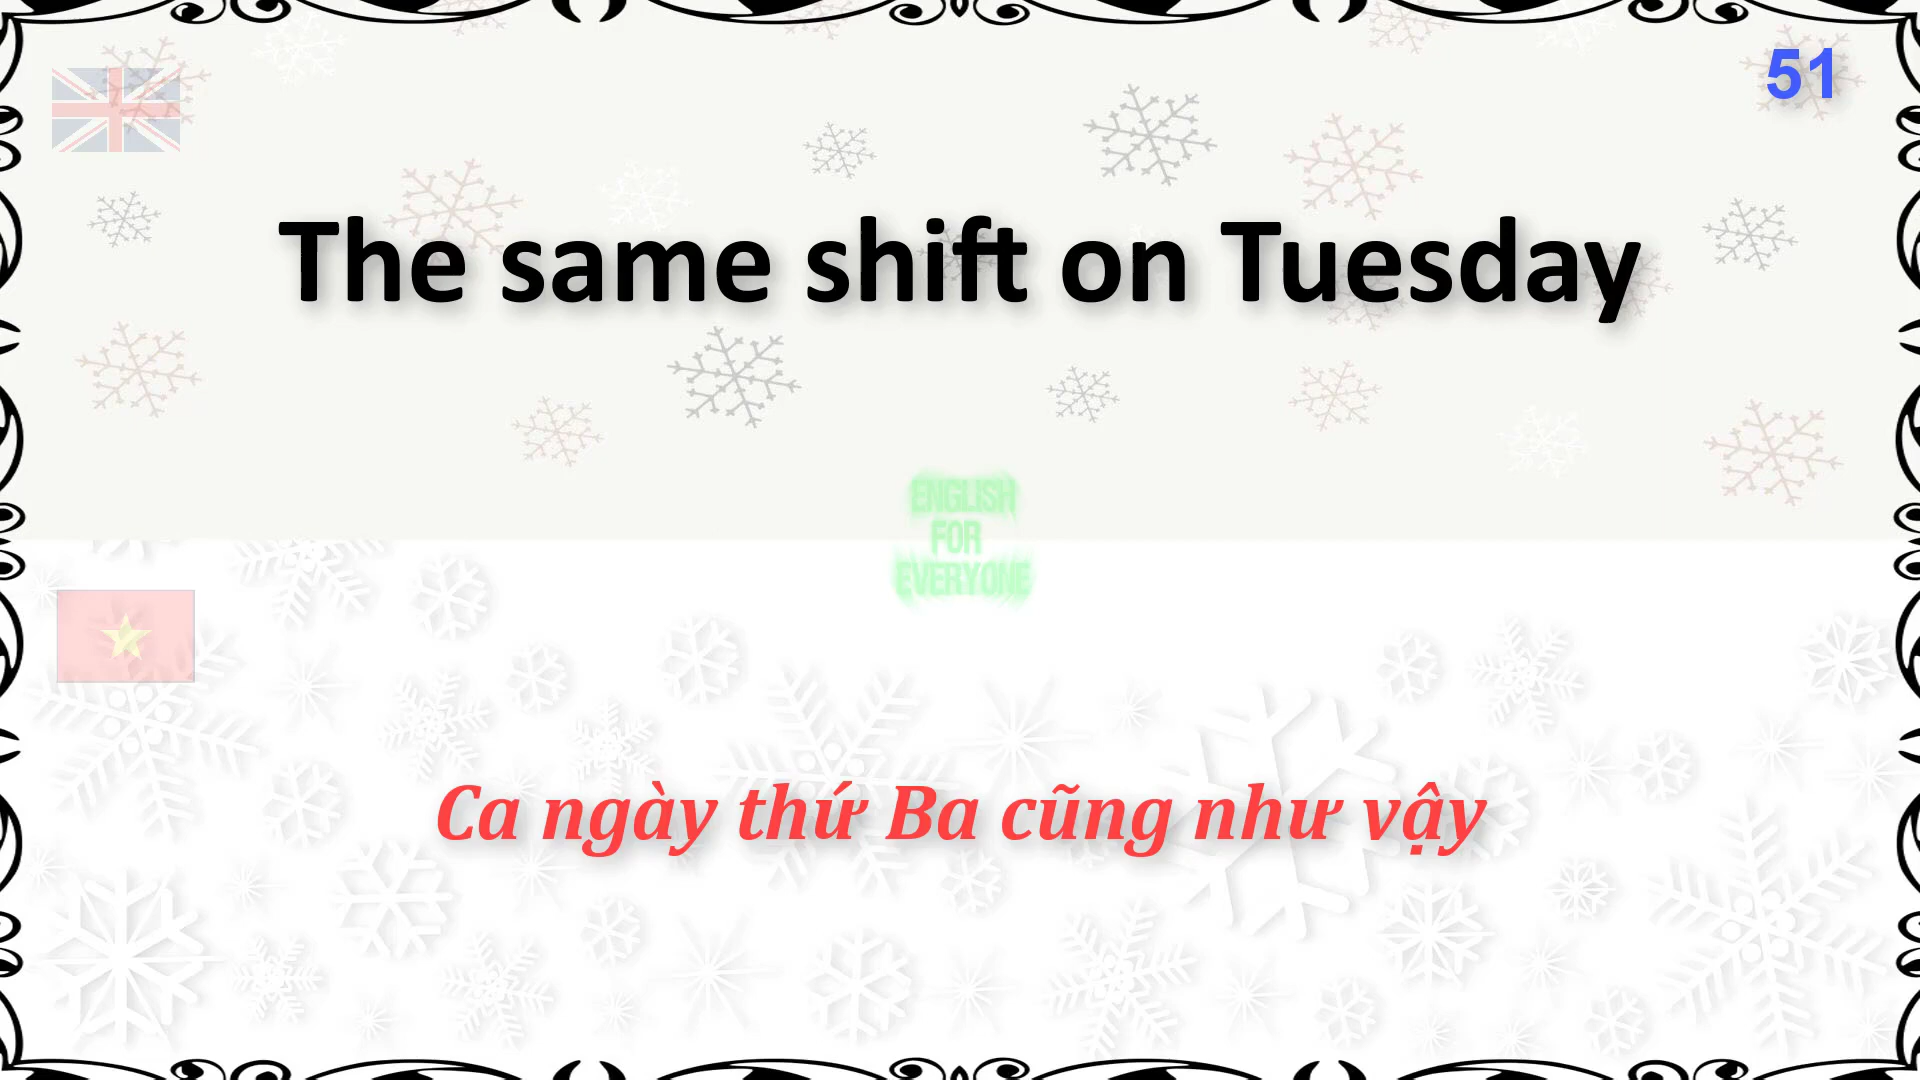 51
The same shift on Tuesday
ENGLISH
FOR
EVERYONE
Ca ngày thứ Ba cũng như vậy